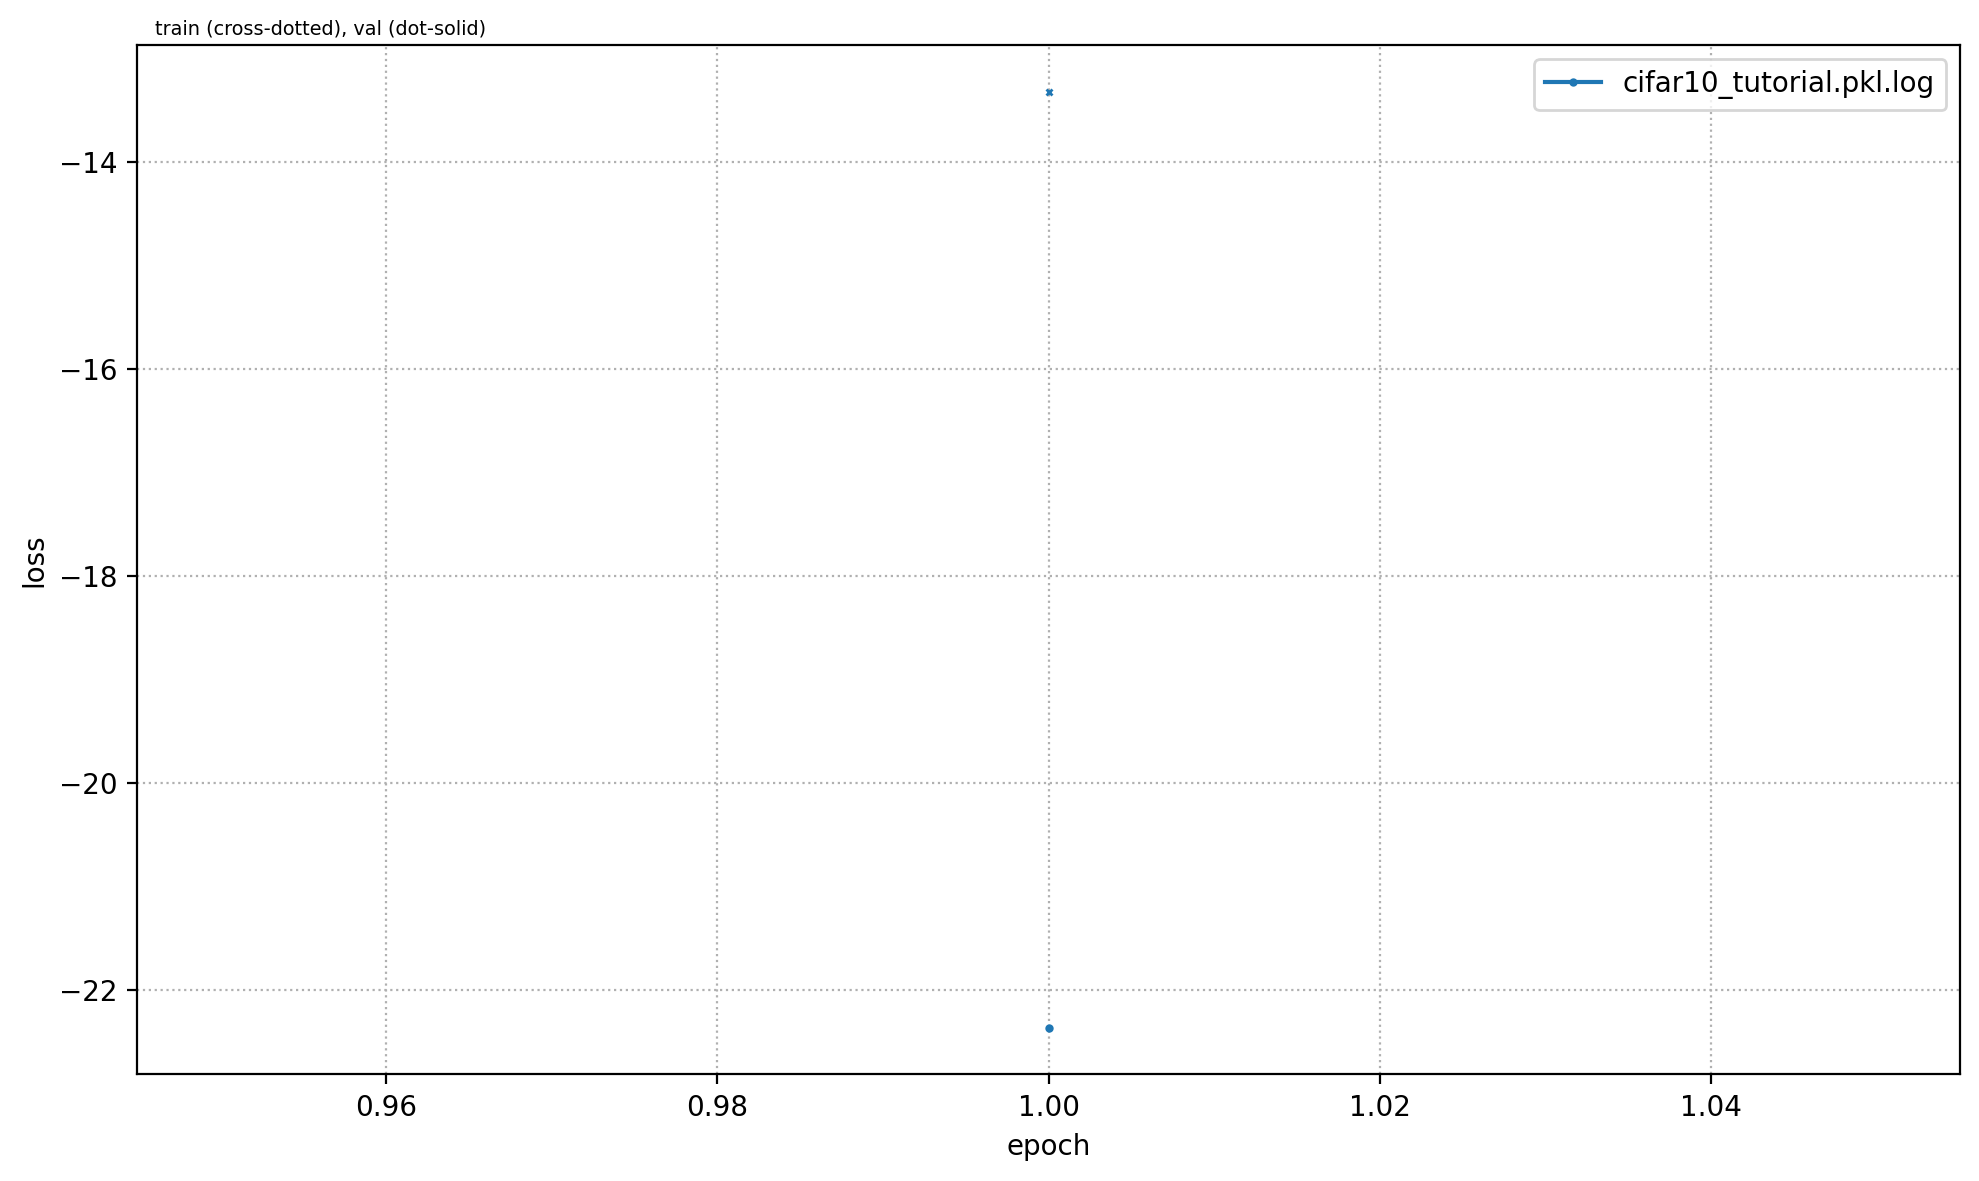 train (cross-dotted), val (dot-solid)
cifar10_tutorial.pkl.log
−14
−16
−18
−20
−22
loss
0.96 0.98 1.00 1.02 1.04
epoch